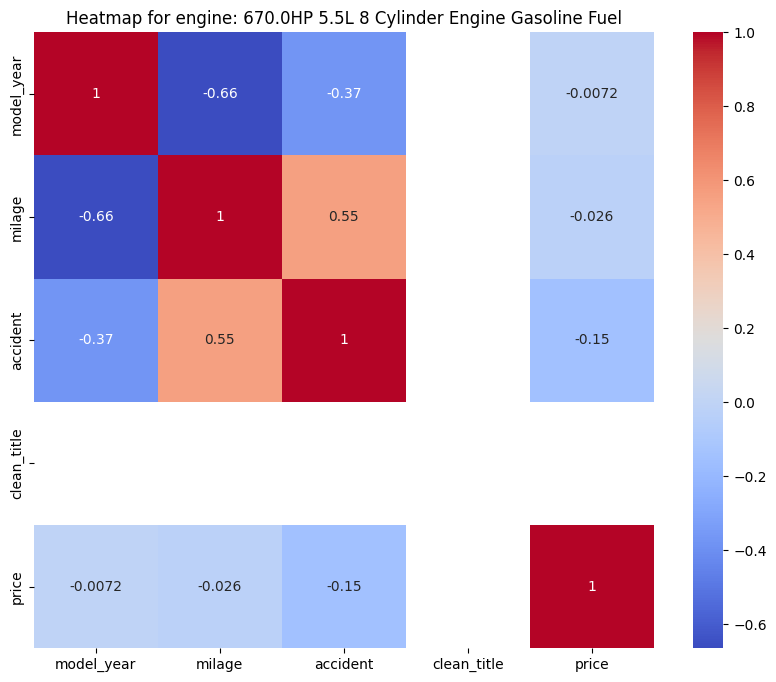 Heatmap for engine: 670.0HP 5.5L 8 Cylinder Engine Gasoline Fuel
model_year 1 -0.66 -0.37 -0.0072
milage -0.66 1 0.55 -0.026
accident -0.37 0.55 1 -0.15
clean_title
price -0.0072 -0.026 -0.15 1
model_year milage accident clean_title price
1.0
0.8
0.6
0.4
0.2
0.0
−0.2
−0.4
−0.6